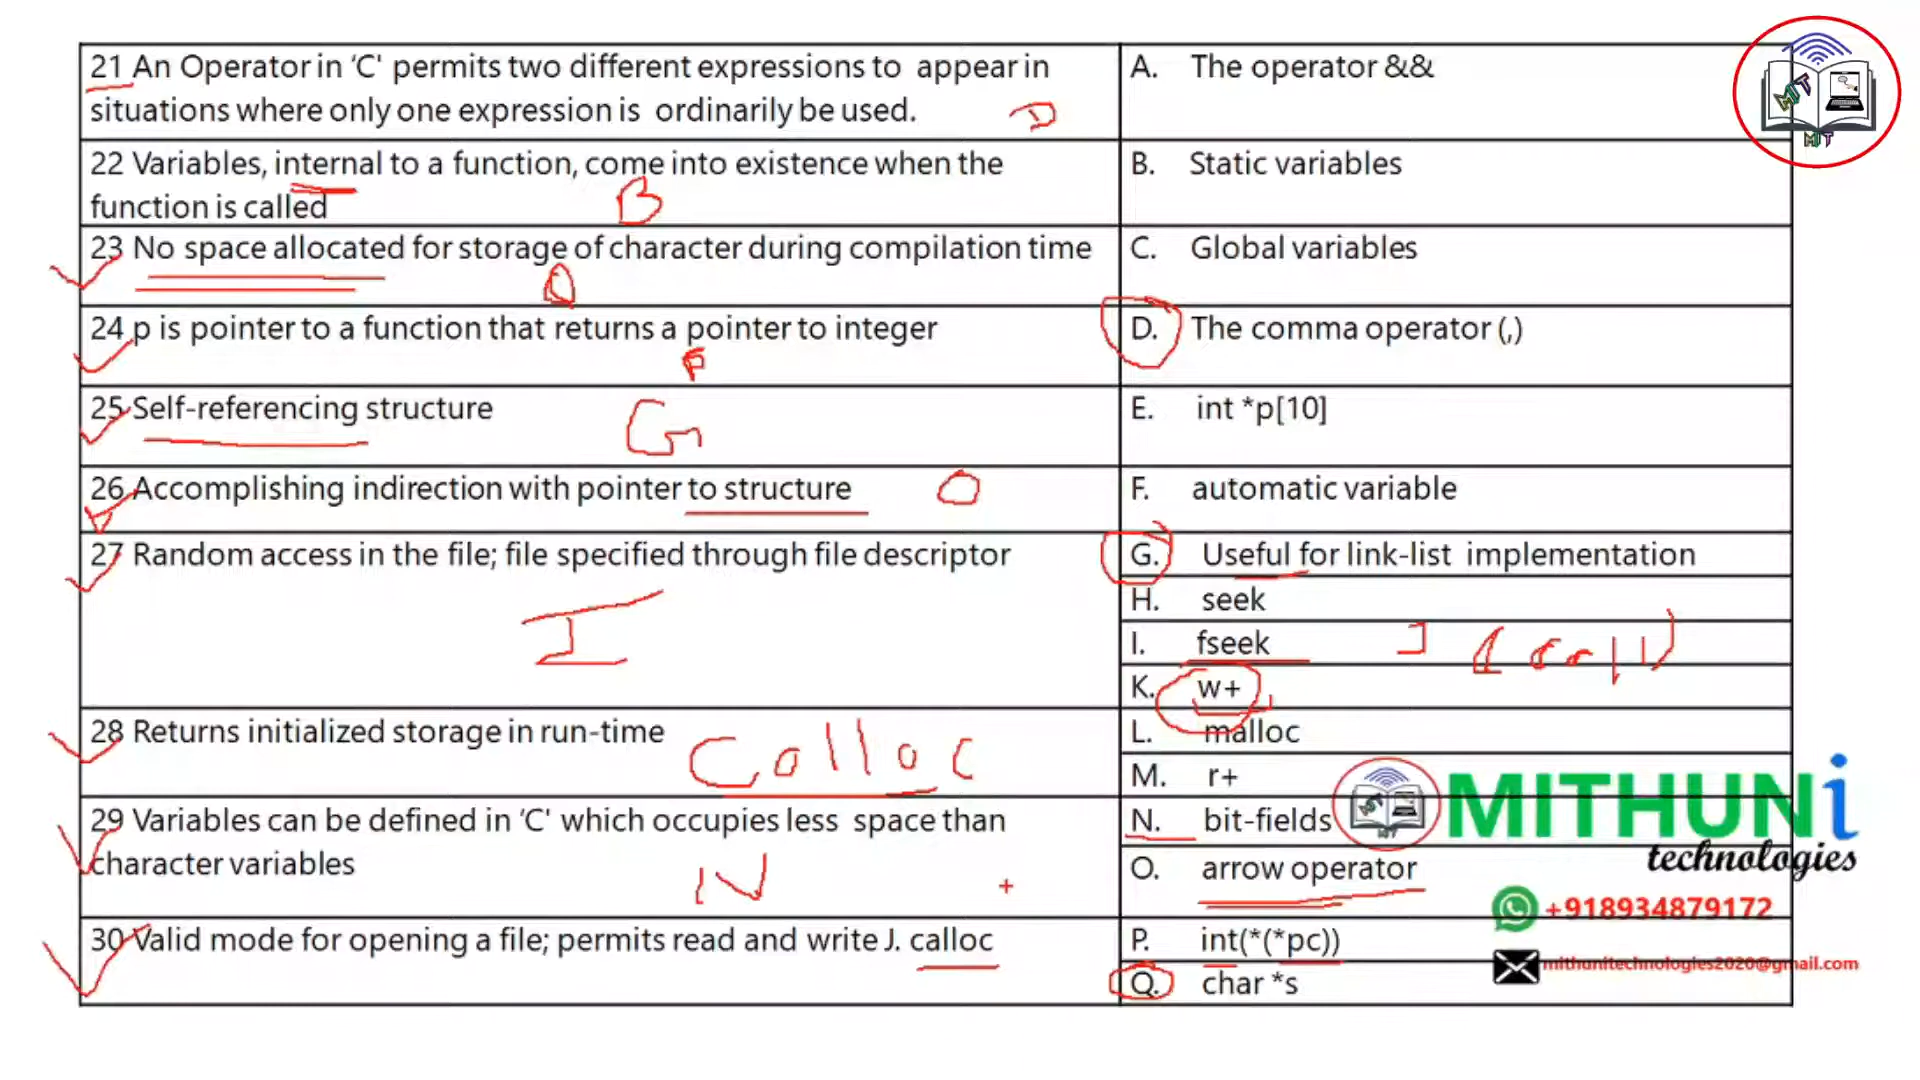 21 An Operator in ‘C' permits two different expressions to appear in
situations where only one expression is ordinarily be used.
D
A. The operator &&
MIT
MIT
22 Variables, internal to a function, come into existence when the
function is called
B
B. Static variables
23 No space allocated for storage of character during compilation time
Q
C. Global variables
24 p is pointer to a function that returns a pointer to integer
P
D. The comma operator (,)
25 Self-referencing structure
G
E. int *p[10]
26 Accomplishing indirection with pointer to structure
O
F. automatic variable
27 Random access in the file; file specified through file descriptor
I
G. Useful for link-list implementation
H. seek
I. fseek
J
K. w+
28 Returns initialized storage in run-time
Calloc
L. malloc
M. r+
29 Variables can be defined in ‘C' which occupies less space than
character variables
N
N. bit-fields
MITHUNi
technologies
O. arrow operator
+918934879172
30 Valid mode for opening a file; permits read and write J. calloc
P. int(*(*pc))
mithunitechnologies2020@gmail.com
Q. char *s